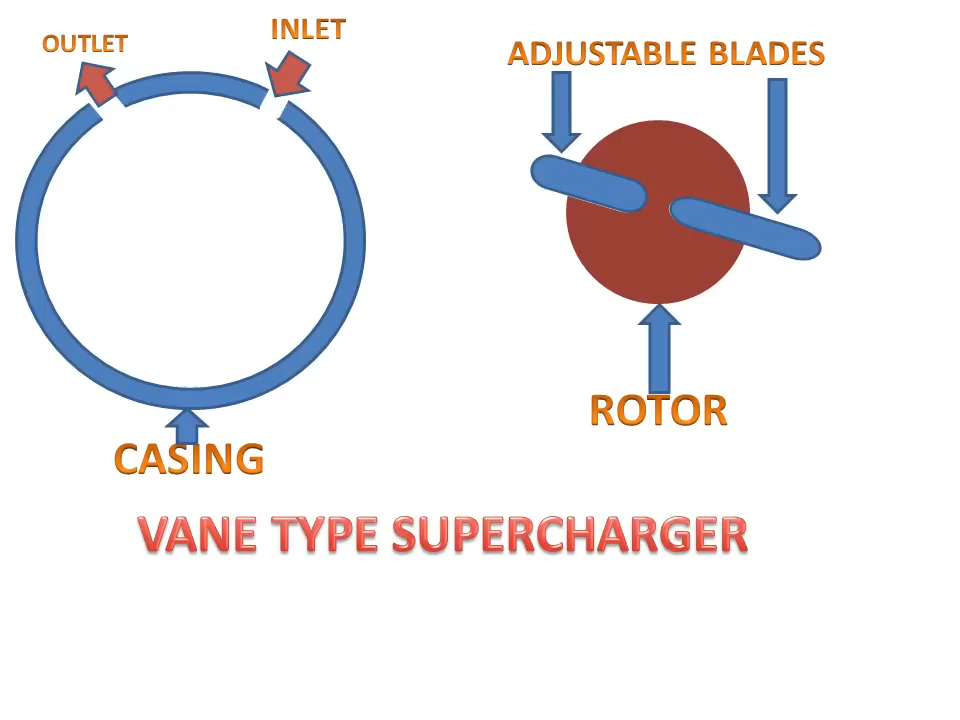 OUTLET
INLET
ADJUSTABLE BLADES
ROTOR
CASING
VANE TYPE SUPERCHARGER